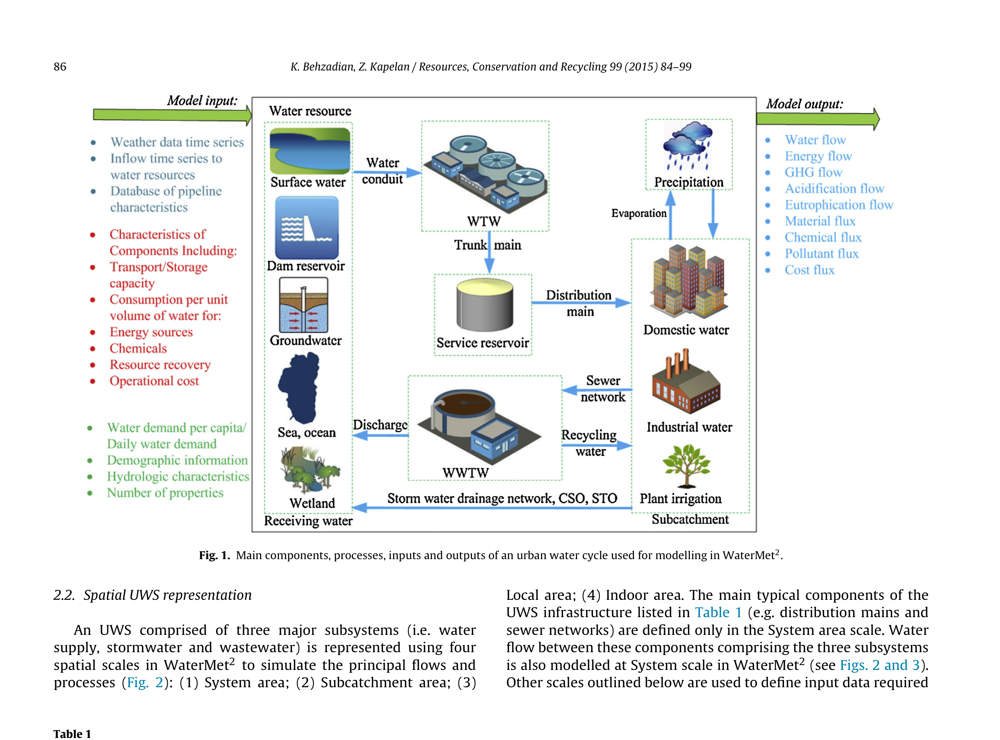 86
K. Behzadian, Z. Kapelan / Resources, Conservation and Recycling 99 (2015) 84–99
Model input:
• Weather data time series
• Inflow time series to
water resources
• Database of pipeline
characteristics
• Characteristics of
Components Including:
• Transport/Storage
capacity
• Consumption per unit
volume of water for:
• Energy sources
• Chemicals
• Resource recovery
• Operational cost
• Water demand per capita/
Daily water demand
• Demographic information
• Hydrologic characteristics
• Number of properties
Water resource
Surface water
Dam reservoir
Groundwater
Sea, ocean
Wetland
Receiving water
Water
conduit
WTW
Trunk main
Service reservoir
Distribution
main
Precipitation
Evaporation
Domestic water
Industrial water
Plant irrigation
Subcatchment
Sewer
network
Recycling
water
WWTW
Discharge
Storm water drainage network, CSO, STO
Model output:
• Water flow
• Energy flow
• GHG flow
• Acidification flow
• Eutrophication flow
• Material flux
• Chemical flux
• Pollutant flux
• Cost flux
Fig. 1. Main components, processes, inputs and outputs of an urban water cycle used for modelling in WaterMet².
2.2. Spatial UWS representation
An UWS comprised of three major subsystems (i.e. water
supply, stormwater and wastewater) is represented using four
spatial scales in WaterMet² to simulate the principal flows and
processes (Fig. 2): (1) System area; (2) Subcatchment area; (3)
Local area; (4) Indoor area. The main typical components of the
UWS infrastructure listed in Table 1 (e.g. distribution mains and
sewer networks) are defined only in the System area scale. Water
flow between these components comprising the three subsystems
is also modelled at System scale in WaterMet² (see Figs. 2 and 3).
Other scales outlined below are used to define input data required
Table 1